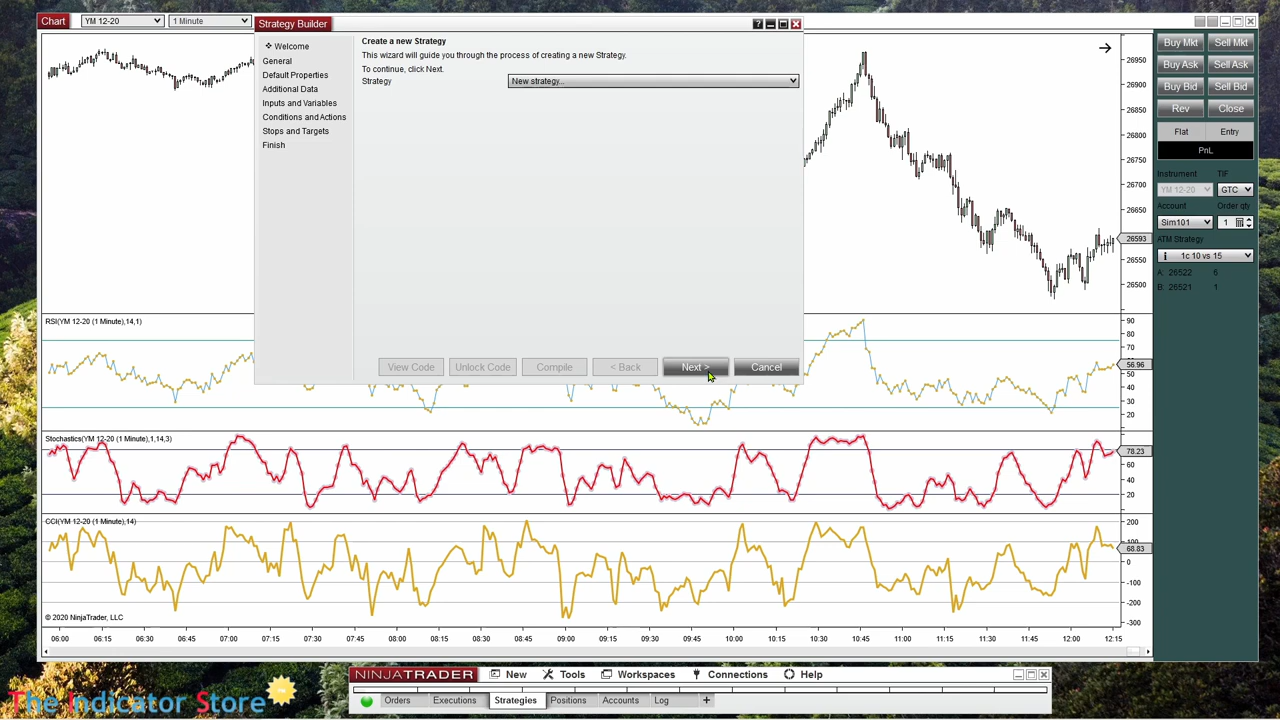 Chart
YM 12-20
1 Minute
Strategy Builder
?
Welcome
General
Default Properties
Additional Data
Inputs and Variables
Conditions and Actions
Stops and Targets
Finish
Create a new Strategy
This wizard will guide you through the process of creating a new Strategy.
To continue, click Next.
Strategy
New strategy...
View Code
Unlock Code
Compile
< Back
Next >
Cancel
26950
26900
26850
26800
26750
26700
26650
26593
26550
26500
Buy Mkt
Sell Mkt
Buy Ask
Sell Ask
Buy Bid
Sell Bid
Rev
Close
Flat
Entry
PnL
Instrument
TIF
YM 12-20
GTC
Account
Order qty
Sim101
1
ATM Strategy
1c 10 vs 15
A: 26522 6
B: 26521 1
RSI(YM 12-20 (1 Minute),14,1)
90
80
70
56.96
50
40
30
20
Stochastics(YM 12-20 (1 Minute),1,14,3)
78.23
60
40
20
CCI(YM 12-20 (1 Minute),14)
200
100
68.83
0
-100
-200
-300
© 2020 NinjaTrader, LLC
06:00 06:15 06:30 06:45 07:00 07:15 07:30 07:45 08:00 08:15 08:30 08:45 09:00 09:15 09:30 09:45 10:00 10:15 10:30 10:45 11:00 11:15 11:30 11:45 12:00 12:15
NINJATRADER
New
Tools
Workspaces
Connections
Help
Orders
Executions
Strategies
Positions
Accounts
Log
+
The Indicator Store